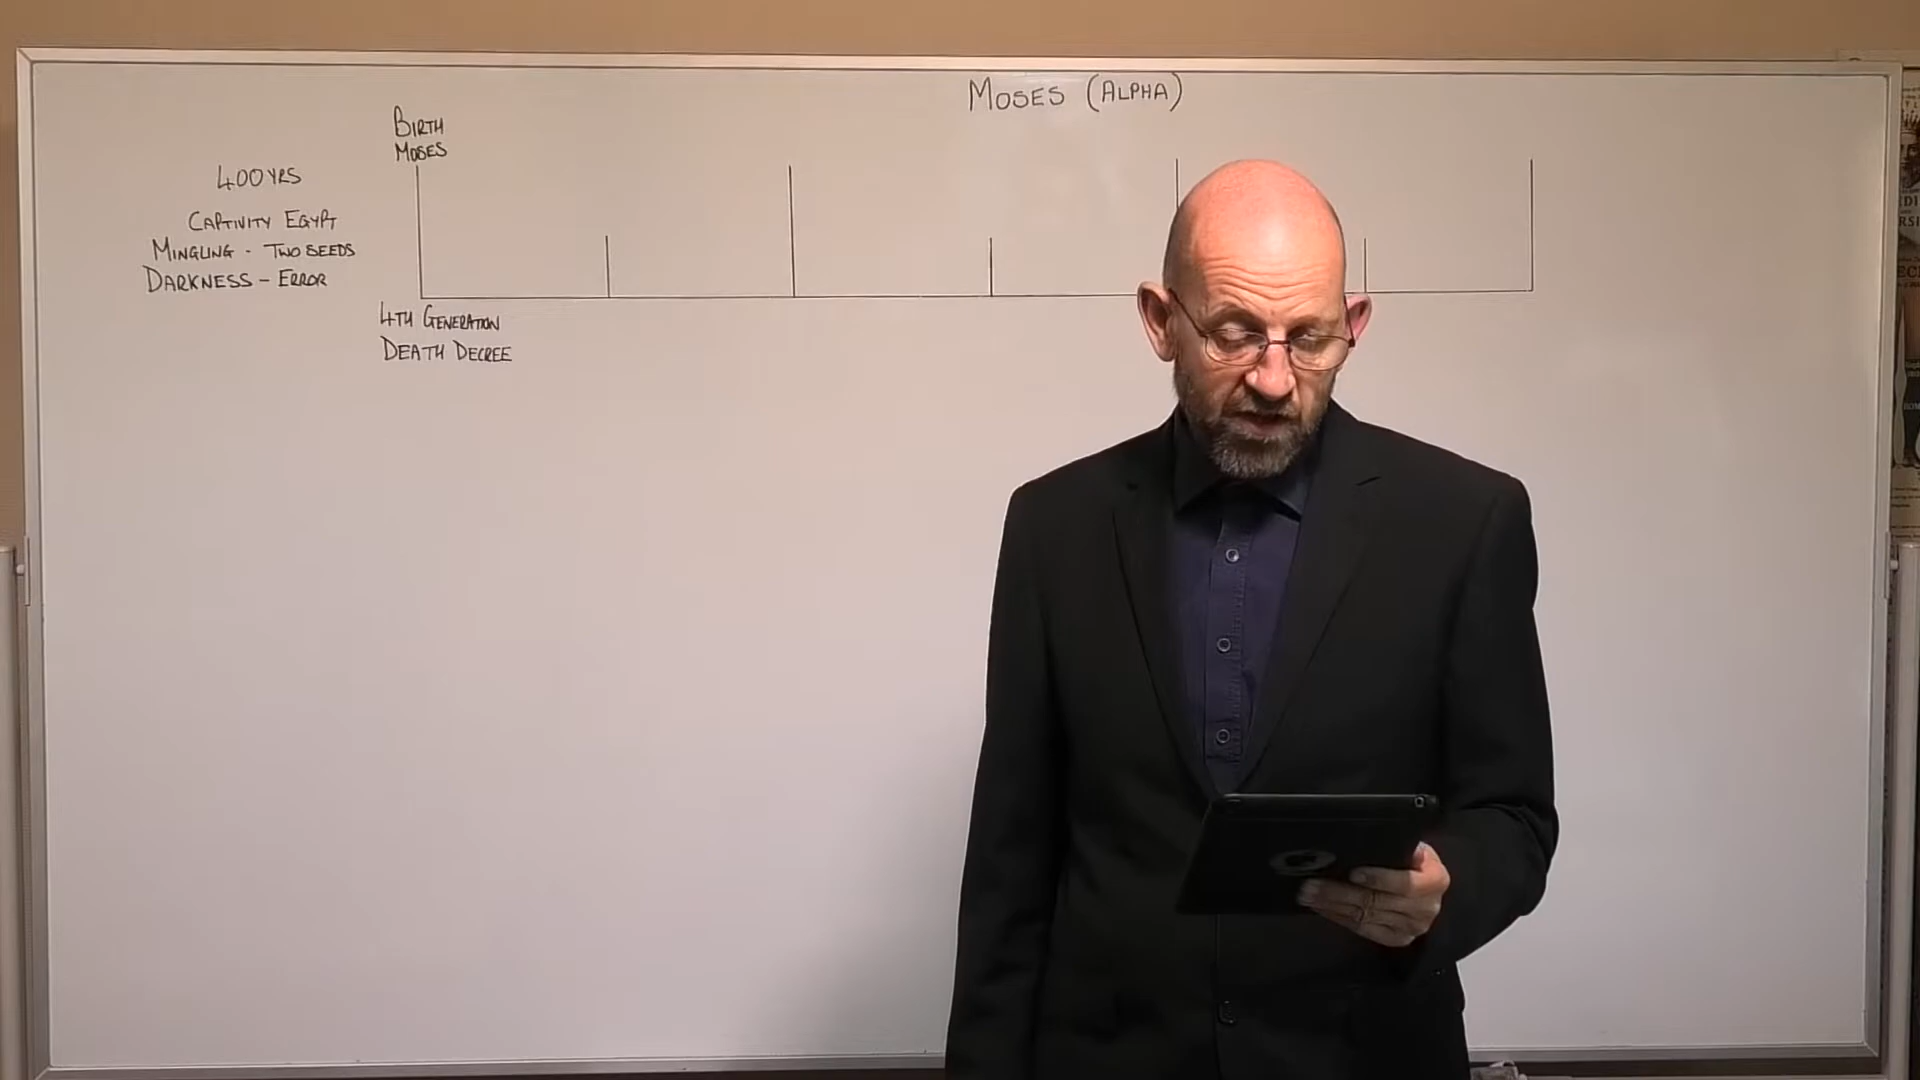 MOSES (ALPHA)
BIRTH
MOSES
400 YRS
CAPTIVITY EGYPT
MINGLING - TWO SEEDS
DARKNESS - ERROR
4TH GENERATION
DEATH DECREE